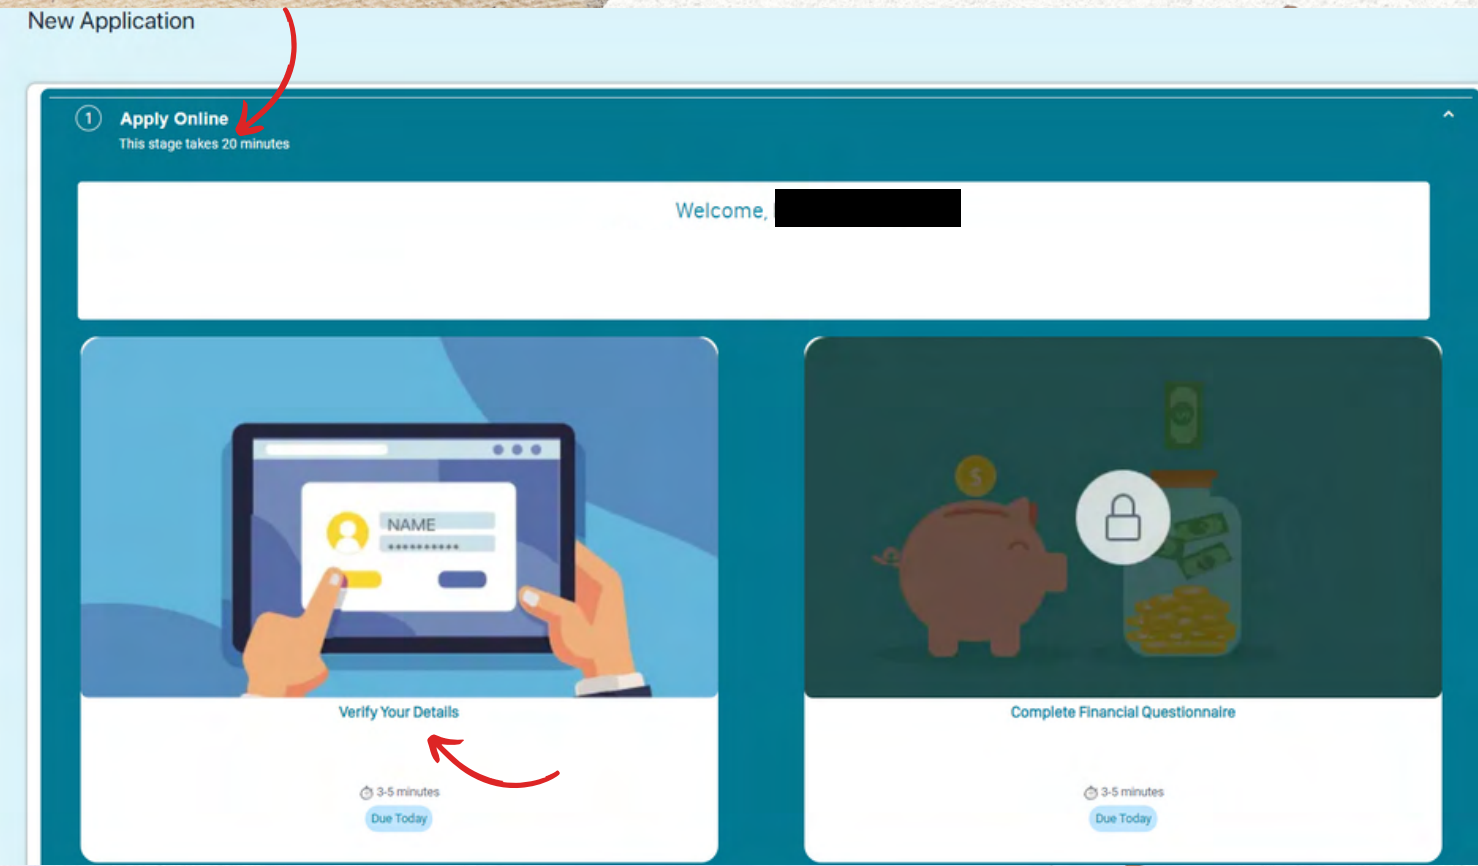 New Application
1 Apply Online
This stage takes 20 minutes
Welcome,
NAME
**********
Verify Your Details
3-5 minutes
Due Today
$
$
Complete Financial Questionnaire
3-5 minutes
Due Today